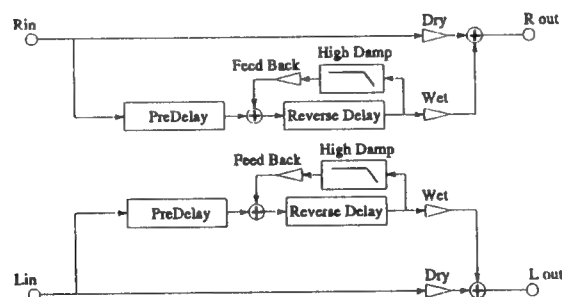 Rin
Dry
R out
High Damp
Feed Back
Wet
PreDelay
Reverse Delay
High Damp
Feed Back
Wet
PreDelay
Reverse Delay
Lin
Dry
L out